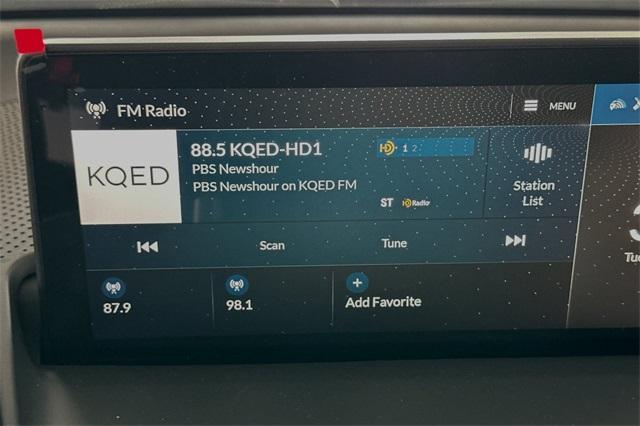 FM Radio
MENU
KQED
88.5 KQED-HD1
HD 1 2
PBS Newshour
PBS Newshour on KQED FM
ST HD Radio
Station
List
Scan
Tune
87.9
98.1
Add Favorite
Tu